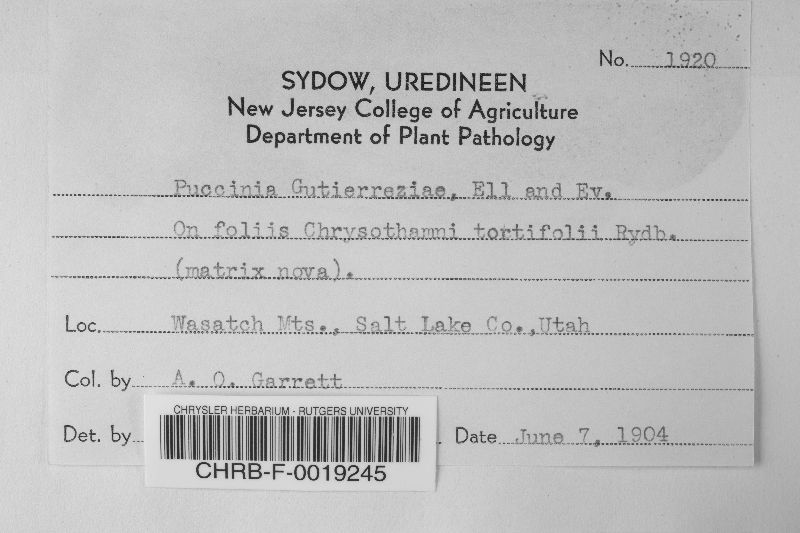 No. 1920
SYDOW, UREDINEEN
New Jersey College of Agriculture
Department of Plant Pathology
Puccinia Gutierreziae, Ell and Ev.
On foliis Chrysothamni tortifolii Rydb.
(matrix nova).
Loc. Wasatch Mts., Salt Lake Co.,Utah
Col. by A. O. Garrett
Det. by Date June 7, 1904
CHRYSLER HERBARIUM - RUTGERS UNIVERSITY
CHRB-F-0019245